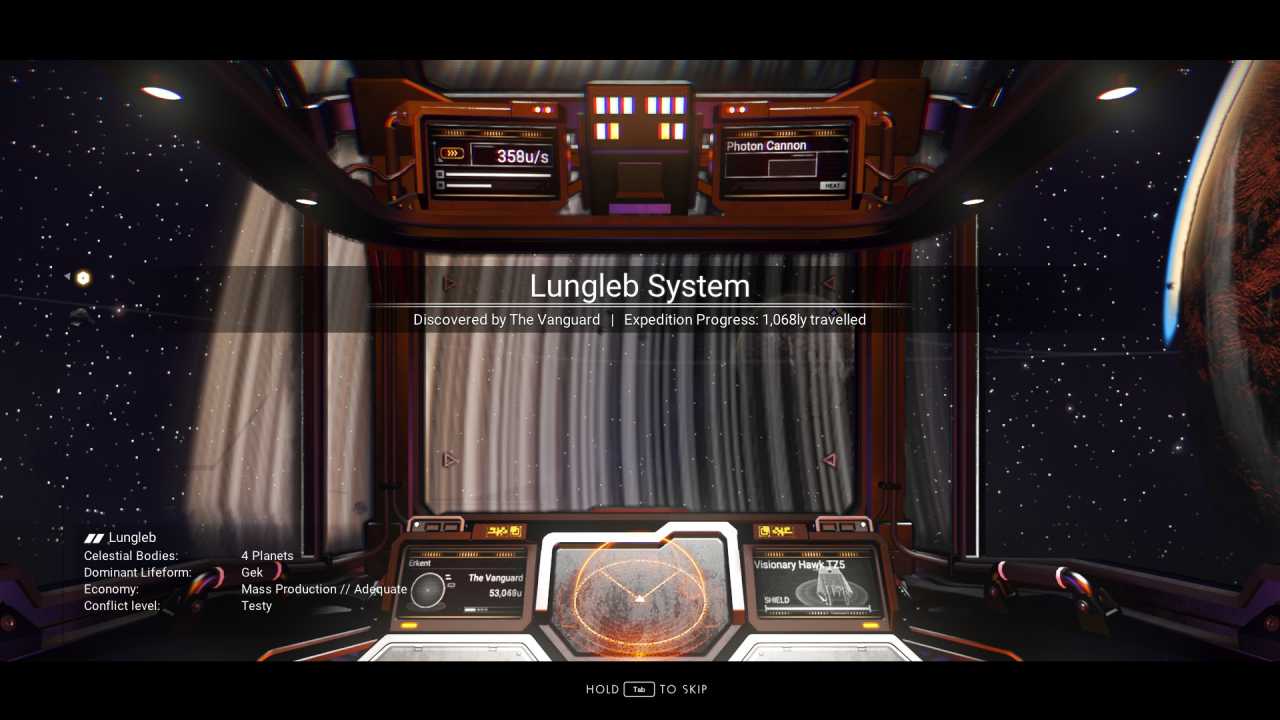 358u/s
Photon Cannon
HEAT
Lungleb System
Discovered by The Vanguard | Expedition Progress: 1,068ly travelled
Lungleb
Celestial Bodies: 4 Planets
Dominant Lifeform: Gek
Economy: Mass Production // Adequate
Conflict level: Testy
Erkent
The Vanguard
53,068u
Visionary Hawk TZ5
SHIELD
HOLD Tab TO SKIP